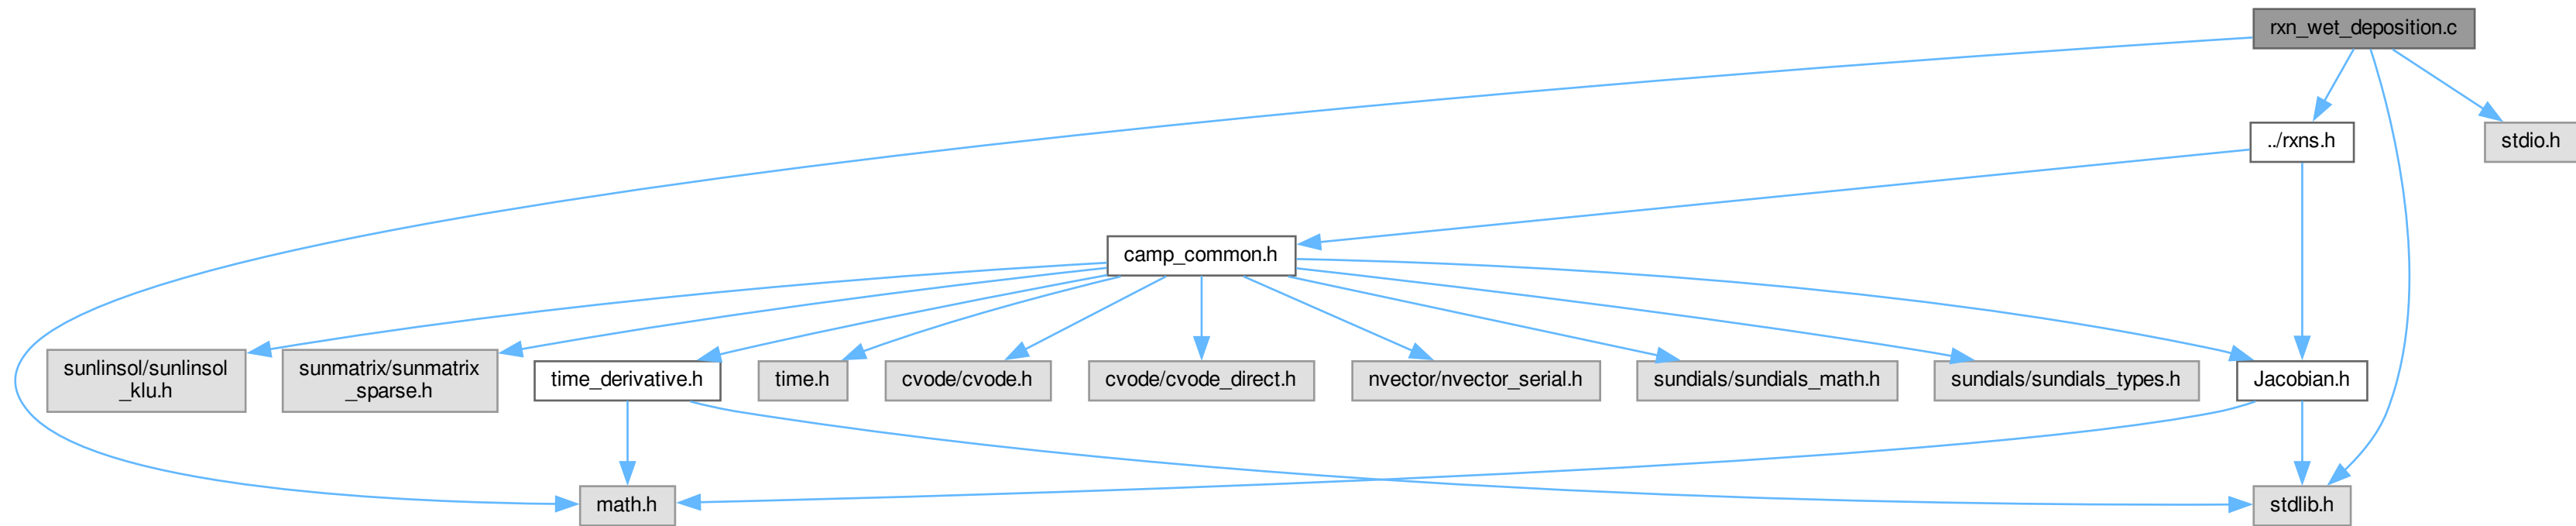 rxn_wet_deposition.c
../rxns.h
stdio.h
camp_common.h
sunlinsol/sunlinsol
_klu.h
sunmatrix/sunmatrix
_sparse.h
time_derivative.h
time.h
cvode/cvode.h
cvode/cvode_direct.h
nvector/nvector_serial.h
sundials/sundials_math.h
sundials/sundials_types.h
Jacobian.h
math.h
stdlib.h